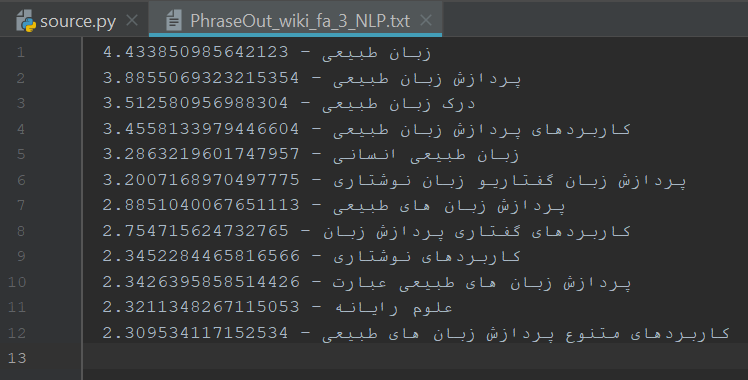 source.py
PhraseOut_wiki_fa_3_NLP.txt
1 4.433850985642123 - زبان طبیعی
2 3.8855069323215354 - پردازش زبان طبیعی
3 3.512580956988304 - درک زبان طبیعی
4 3.4558133979446604 - کاربردهای پردازش زبان طبیعی
5 3.2863219601747957 - زبان طبیعی انسانی
6 3.2007168970497775 - پردازش زبان گفتاریو زبان نوشتاری
7 2.8851040067651113 - پردازش زبان های طبیعی
8 2.754715624732765 - کاربردهای گفتاری پردازش زبان
9 2.3452284465816566 - کاربردهای نوشتاری
10 2.3426395858514426 - پردازش زبان های طبیعی عبارت
11 2.3211348267115053 - علوم رایانه
12 2.309534117152534 - کاربردهای متنوع پردازش زبان های طبیعی
13